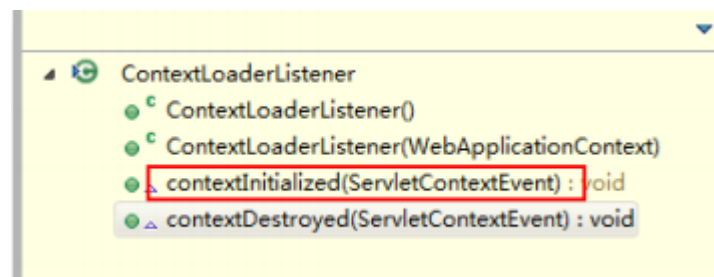 ContextLoaderListener
ContextLoaderListener()
ContextLoaderListener(WebApplicationContext)
contextInitialized(ServletContextEvent) : void
contextDestroyed(ServletContextEvent) : void